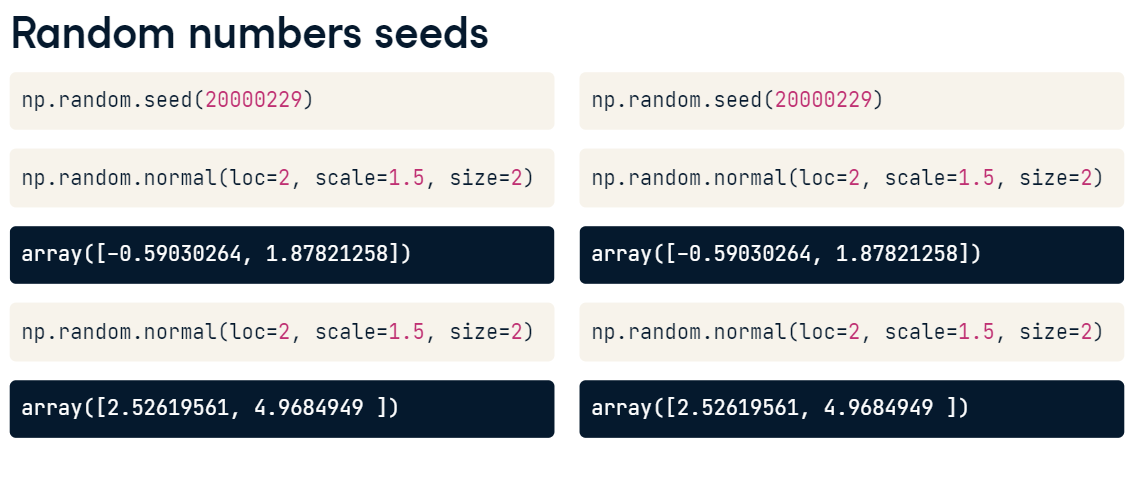 Random numbers seeds
np.random.seed(20000229)
np.random.normal(loc=2, scale=1.5, size=2)
array([-0.59030264, 1.87821258])
np.random.normal(loc=2, scale=1.5, size=2)
array([2.52619561, 4.9684949 ])
np.random.seed(20000229)
np.random.normal(loc=2, scale=1.5, size=2)
array([-0.59030264, 1.87821258])
np.random.normal(loc=2, scale=1.5, size=2)
array([2.52619561, 4.9684949 ])